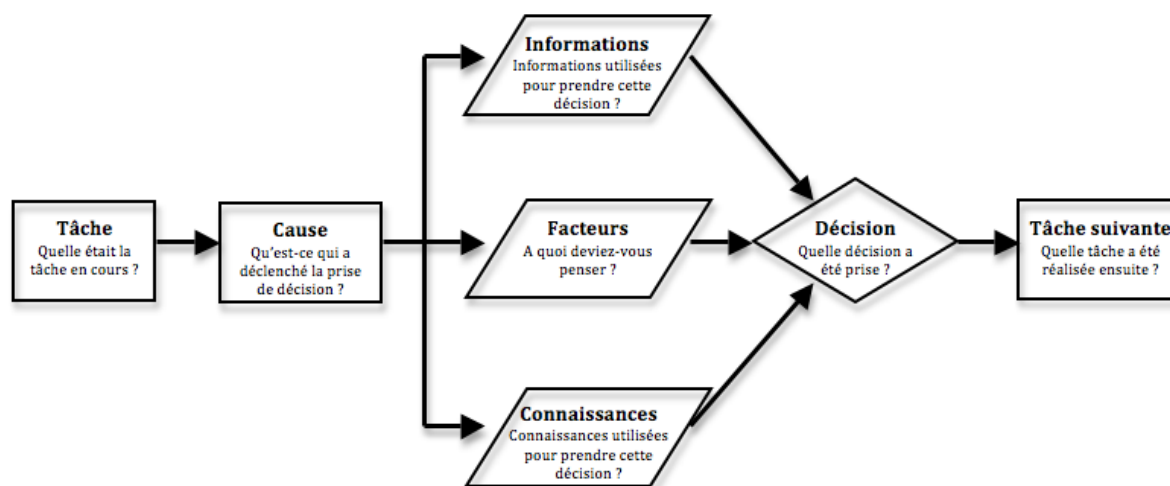 Tâche
Quelle était la
tâche en cours ?
Cause
Qu'est-ce qui a
déclenché la prise
de décision ?
Informations
Informations utilisées
pour prendre cette
décision ?
Facteurs
A quoi deviez-vous
penser ?
Connaissances
Connaissances utilisées
pour prendre cette
décision ?
Décision
Quelle décision a
été prise ?
Tâche suivante
Quelle tâche a été
réalisée ensuite ?